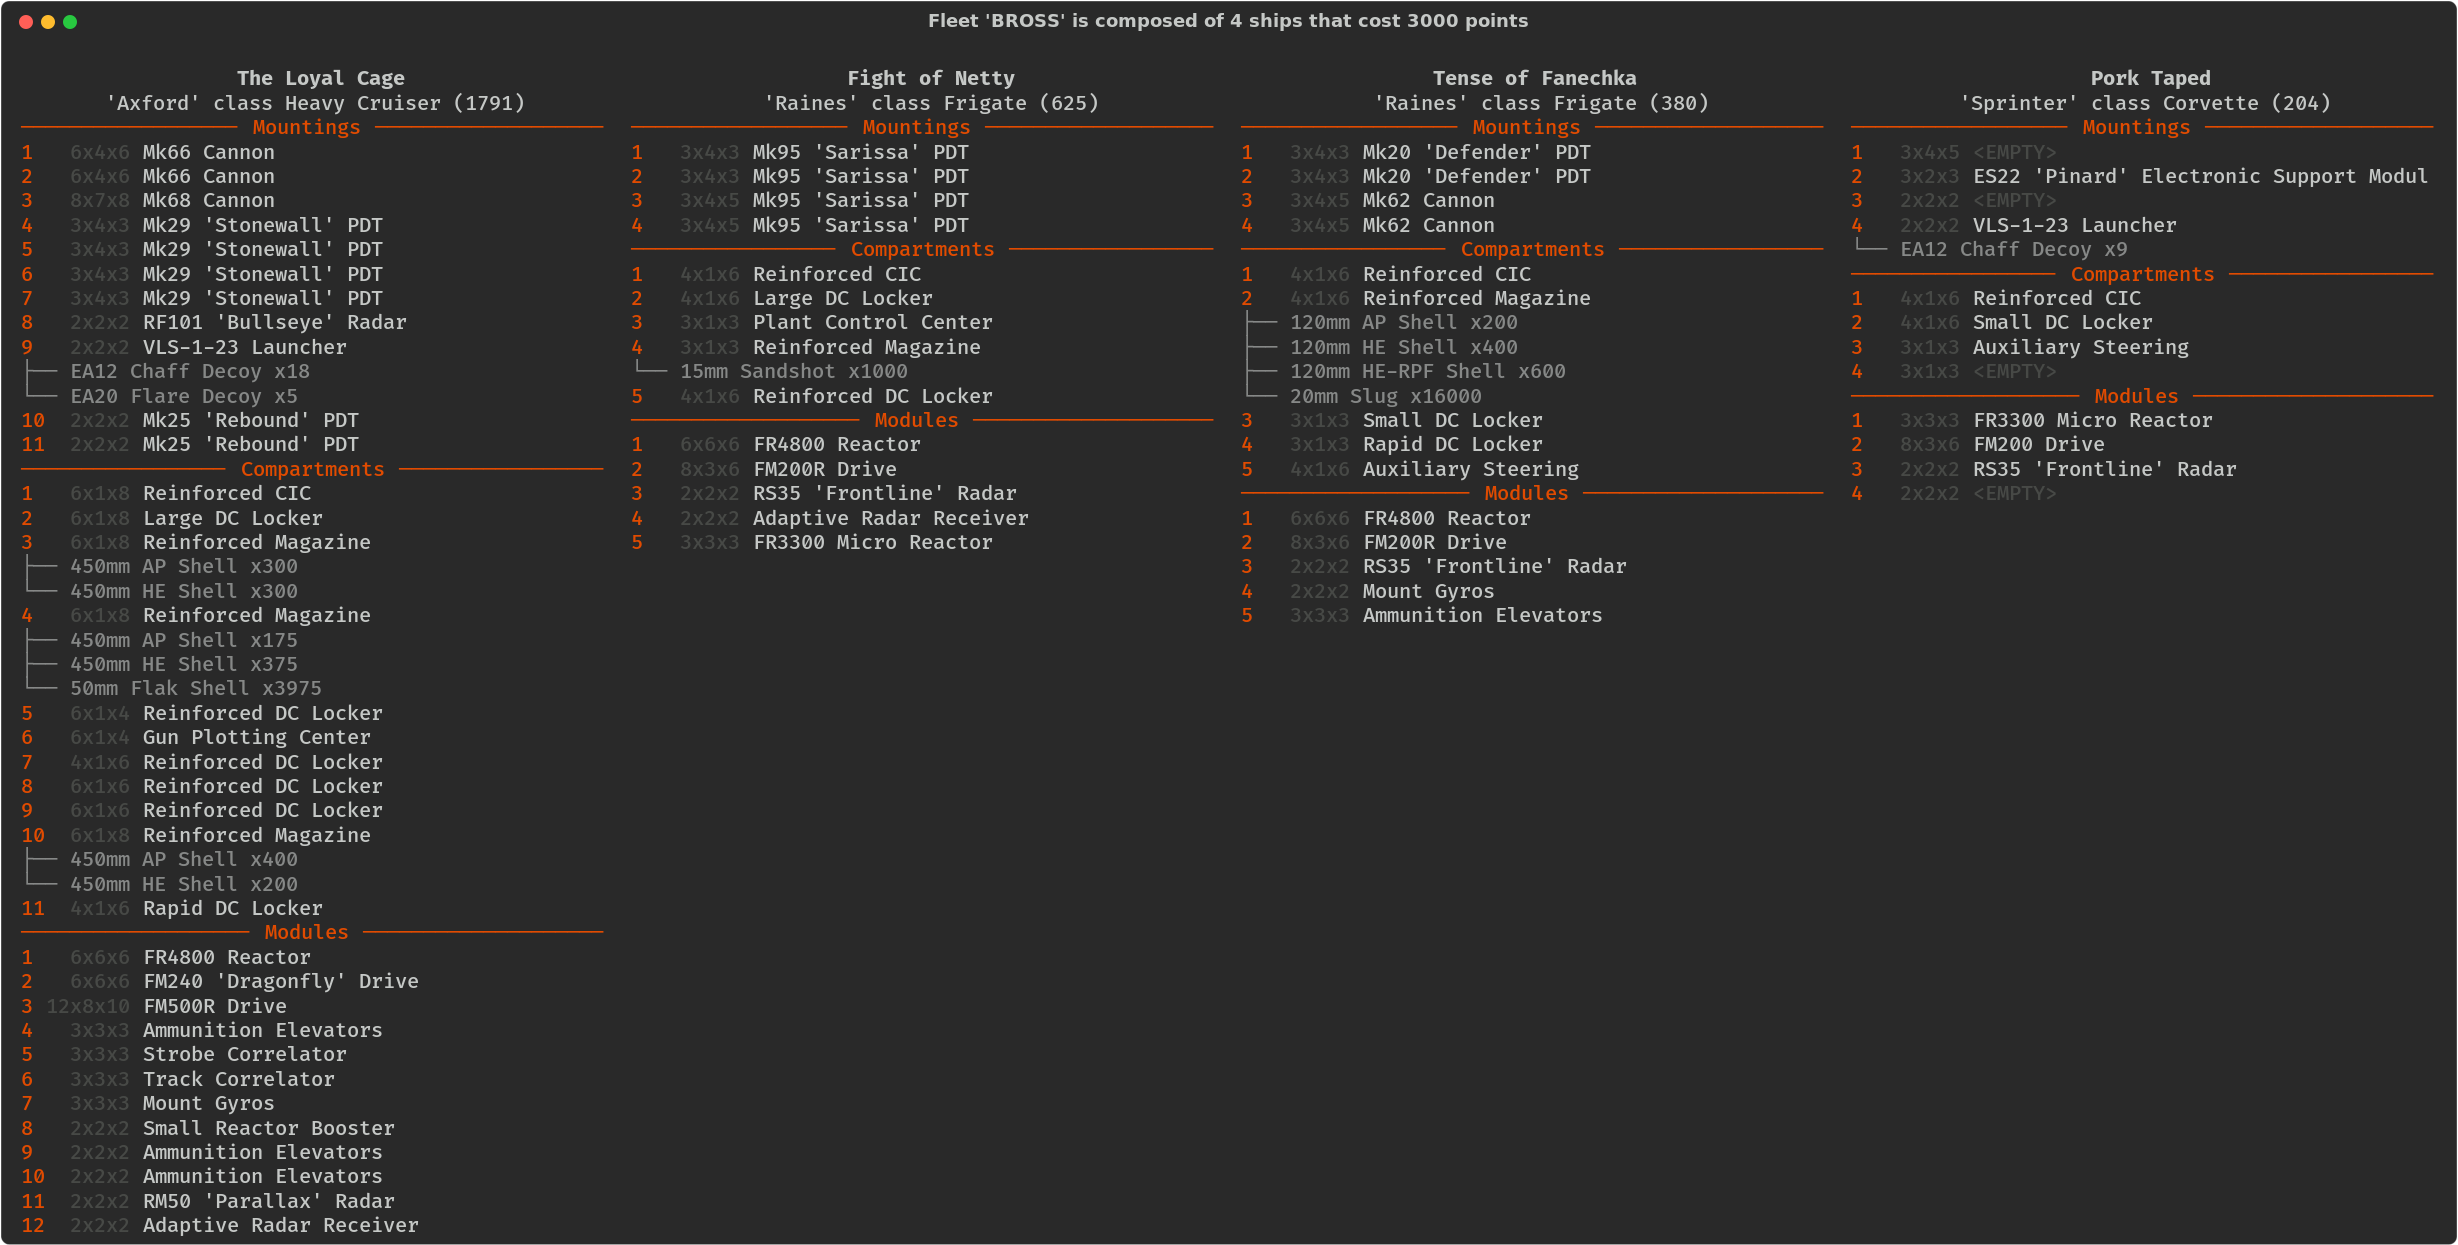 Fleet 'BROSS' is composed of 4 ships that cost 3000 points
The Loyal Cage
'Axford' class Heavy Cruiser (1791)
Mountings
1 6x4x6 Mk66 Cannon
2 6x4x6 Mk66 Cannon
3 8x7x8 Mk68 Cannon
4 3x4x3 Mk29 'Stonewall' PDT
5 3x4x3 Mk29 'Stonewall' PDT
6 3x4x3 Mk29 'Stonewall' PDT
7 3x4x3 Mk29 'Stonewall' PDT
8 2x2x2 RF101 'Bullseye' Radar
9 2x2x2 VLS-1-23 Launcher
├── EA12 Chaff Decoy x18
└── EA20 Flare Decoy x5
10 2x2x2 Mk25 'Rebound' PDT
11 2x2x2 Mk25 'Rebound' PDT
Compartments
1 6x1x8 Reinforced CIC
2 6x1x8 Large DC Locker
3 6x1x8 Reinforced Magazine
├── 450mm AP Shell x300
└── 450mm HE Shell x300
4 6x1x8 Reinforced Magazine
├── 450mm AP Shell x175
├── 450mm HE Shell x375
└── 50mm Flak Shell x3975
5 6x1x4 Reinforced DC Locker
6 6x1x4 Gun Plotting Center
7 4x1x6 Reinforced DC Locker
8 6x1x6 Reinforced DC Locker
9 6x1x6 Reinforced DC Locker
10 6x1x8 Reinforced Magazine
├── 450mm AP Shell x400
└── 450mm HE Shell x200
11 4x1x6 Rapid DC Locker
Modules
1 6x6x6 FR4800 Reactor
2 6x6x6 FM240 'Dragonfly' Drive
3 12x8x10 FM500R Drive
4 3x3x3 Ammunition Elevators
5 3x3x3 Strobe Correlator
6 3x3x3 Track Correlator
7 3x3x3 Mount Gyros
8 2x2x2 Small Reactor Booster
9 2x2x2 Ammunition Elevators
10 2x2x2 Ammunition Elevators
11 2x2x2 RM50 'Parallax' Radar
12 2x2x2 Adaptive Radar Receiver
Fight of Netty
'Raines' class Frigate (625)
Mountings
1 3x4x3 Mk95 'Sarissa' PDT
2 3x4x3 Mk95 'Sarissa' PDT
3 3x4x5 Mk95 'Sarissa' PDT
4 3x4x5 Mk95 'Sarissa' PDT
Compartments
1 4x1x6 Reinforced CIC
2 4x1x6 Large DC Locker
3 3x1x3 Plant Control Center
4 3x1x3 Reinforced Magazine
└── 15mm Sandshot x1000
5 4x1x6 Reinforced DC Locker
Modules
1 6x6x6 FR4800 Reactor
2 8x3x6 FM200R Drive
3 2x2x2 RS35 'Frontline' Radar
4 2x2x2 Adaptive Radar Receiver
5 3x3x3 FR3300 Micro Reactor
Tense of Fanechka
'Raines' class Frigate (380)
Mountings
1 3x4x3 Mk20 'Defender' PDT
2 3x4x3 Mk20 'Defender' PDT
3 3x4x5 Mk62 Cannon
4 3x4x5 Mk62 Cannon
Compartments
1 4x1x6 Reinforced CIC
2 4x1x6 Reinforced Magazine
├── 120mm AP Shell x200
├── 120mm HE Shell x400
├── 120mm HE-RPF Shell x600
└── 20mm Slug x16000
3 3x1x3 Small DC Locker
4 3x1x3 Rapid DC Locker
5 4x1x6 Auxiliary Steering
Modules
1 6x6x6 FR4800 Reactor
2 8x3x6 FM200R Drive
3 2x2x2 RS35 'Frontline' Radar
4 2x2x2 Mount Gyros
5 3x3x3 Ammunition Elevators
Pork Taped
'Sprinter' class Corvette (204)
Mountings
1 3x4x5 <EMPTY>
2 3x2x3 ES22 'Pinard' Electronic Support Modul
3 2x2x2 <EMPTY>
4 2x2x2 VLS-1-23 Launcher
└── EA12 Chaff Decoy x9
Compartments
1 4x1x6 Reinforced CIC
2 4x1x6 Small DC Locker
3 3x1x3 Auxiliary Steering
4 3x1x3 <EMPTY>
Modules
1 3x3x3 FR3300 Micro Reactor
2 8x3x6 FM200 Drive
3 2x2x2 RS35 'Frontline' Radar
4 2x2x2 <EMPTY>